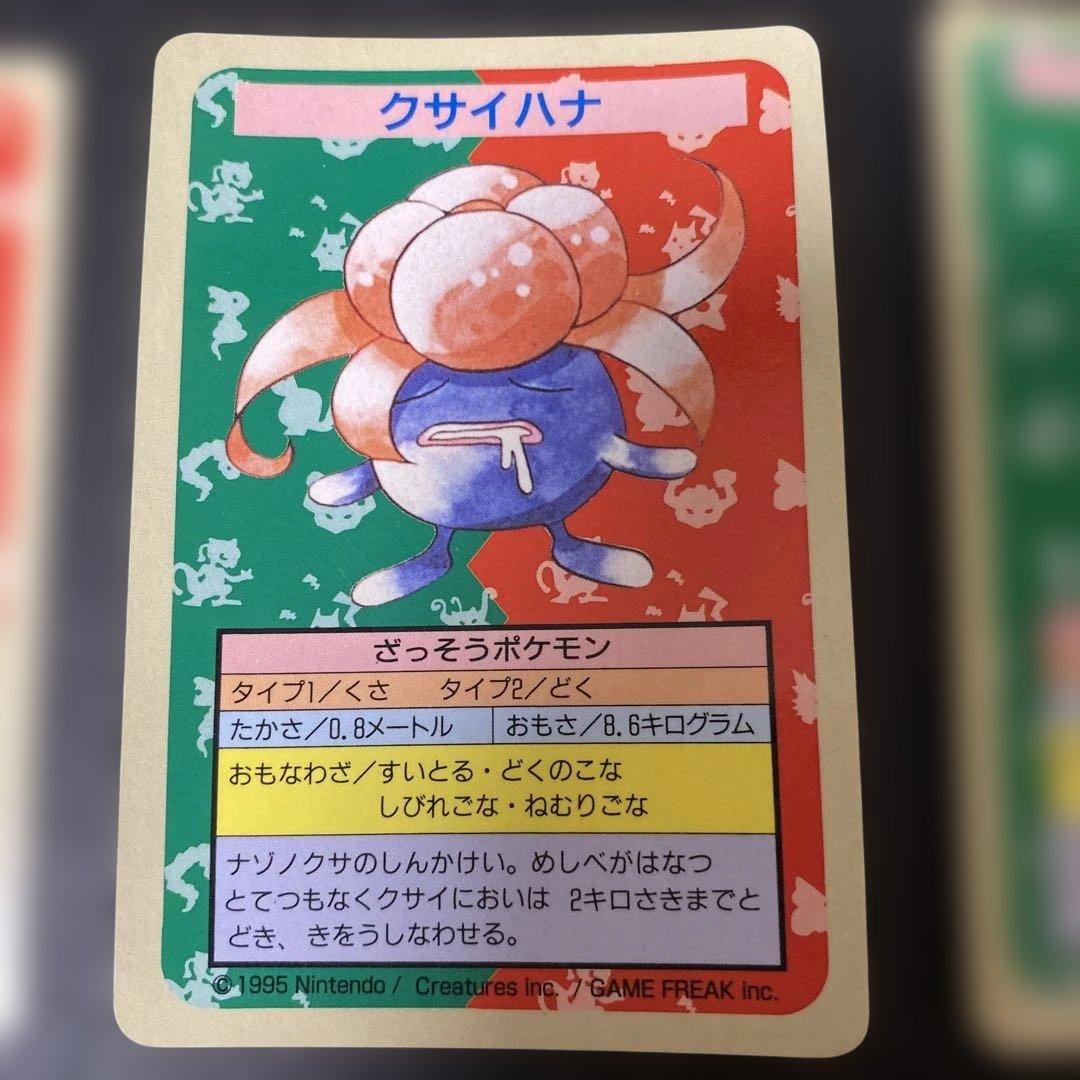 クサイハナ
ざっそうポケモン
タイプ1/くさ タイプ2/どく
たかさ/0.8メートル おもさ/8.6キログラム
おもなわざ/すいとる・どくのこな
しびれごな・ねむりごな
ナゾノクサのしんかけい。めしべがはなつ
とてつもなくクサイにおいは 2キロさきまでと
どき、きをうしなわせる。
© 1995 Nintendo / Creatures inc. / GAME FREAK inc.